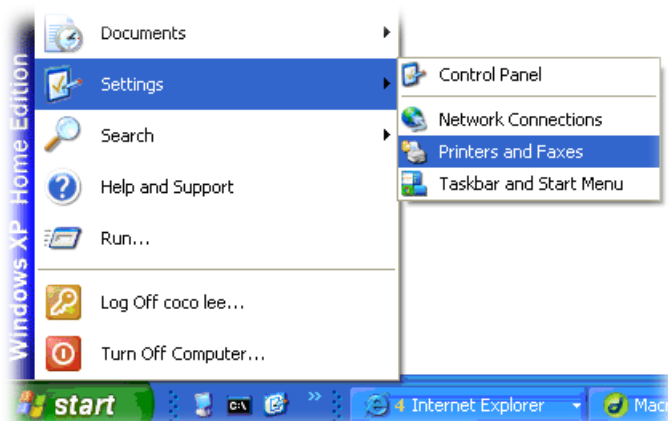 Documents
Settings
Search
Help and Support
Run...
Log Off coco lee...
Turn Off Computer...
Windows XP Home Edition
Control Panel
Network Connections
Printers and Faxes
Taskbar and Start Menu
start
C:\
4 Internet Explorer
Mac